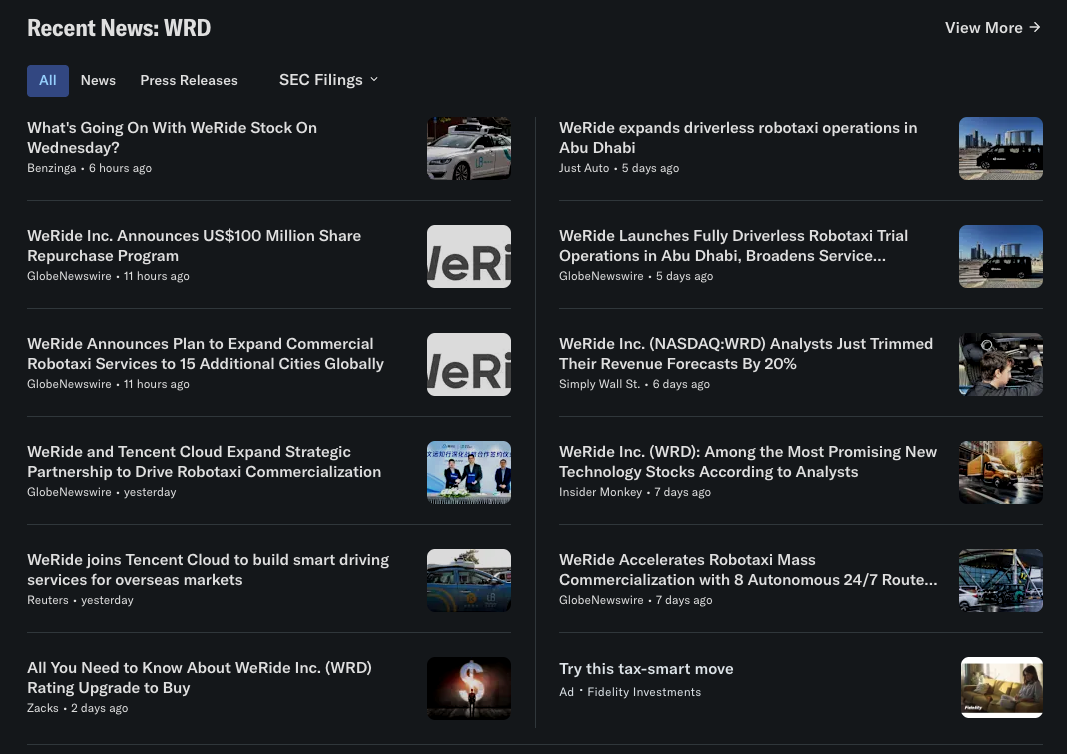 Recent News: WRD
View More →
All
News
Press Releases
SEC Filings
What's Going On With WeRide Stock On
Wednesday?
Benzinga • 6 hours ago
WeRide Inc. Announces US$100 Million Share
Repurchase Program
GlobeNewswire • 11 hours ago
WeRi
WeRide Announces Plan to Expand Commercial
Robotaxi Services to 15 Additional Cities Globally
GlobeNewswire • 11 hours ago
WeRi
WeRide and Tencent Cloud Expand Strategic
Partnership to Drive Robotaxi Commercialization
GlobeNewswire • yesterday
WeRide joins Tencent Cloud to build smart driving
services for overseas markets
Reuters • yesterday
All You Need to Know About WeRide Inc. (WRD)
Rating Upgrade to Buy
Zacks • 2 days ago
WeRide expands driverless robotaxi operations in
Abu Dhabi
Just Auto • 5 days ago
WeRide Launches Fully Driverless Robotaxi Trial
Operations in Abu Dhabi, Broadens Service...
GlobeNewswire • 5 days ago
WeRide Inc. (NASDAQ:WRD) Analysts Just Trimmed
Their Revenue Forecasts By 20%
Simply Wall St. • 6 days ago
WeRide Inc. (WRD): Among the Most Promising New
Technology Stocks According to Analysts
Insider Monkey • 7 days ago
WeRide Accelerates Robotaxi Mass
Commercialization with 8 Autonomous 24/7 Route...
GlobeNewswire • 7 days ago
Try this tax-smart move
Ad • Fidelity Investments
Fidelity